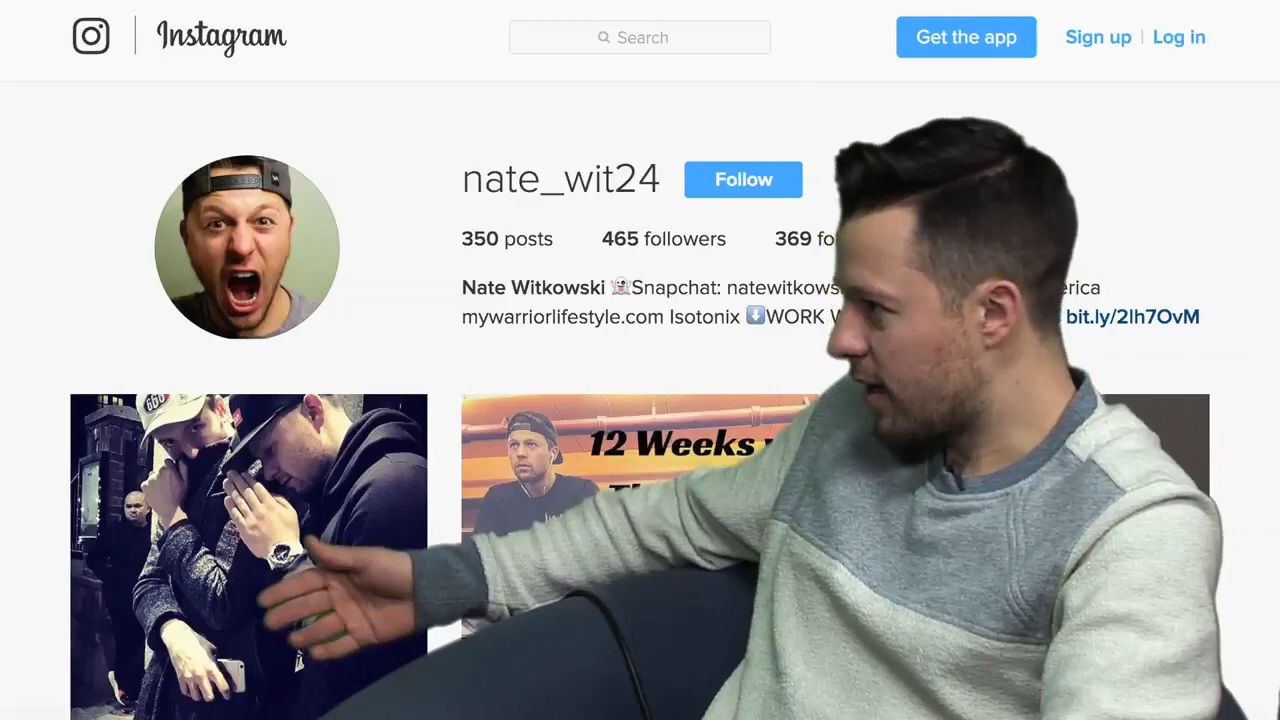 Instagram
Search
Get the app
Sign up | Log in
nate_wit24
Follow
350 posts
465 followers
369
Nate Witkowski 👻Snapchat:
mywarriorlifestyle.com Isotonix ⬇️WORK
bit.ly/2lh7OvM
666
12 Weeks